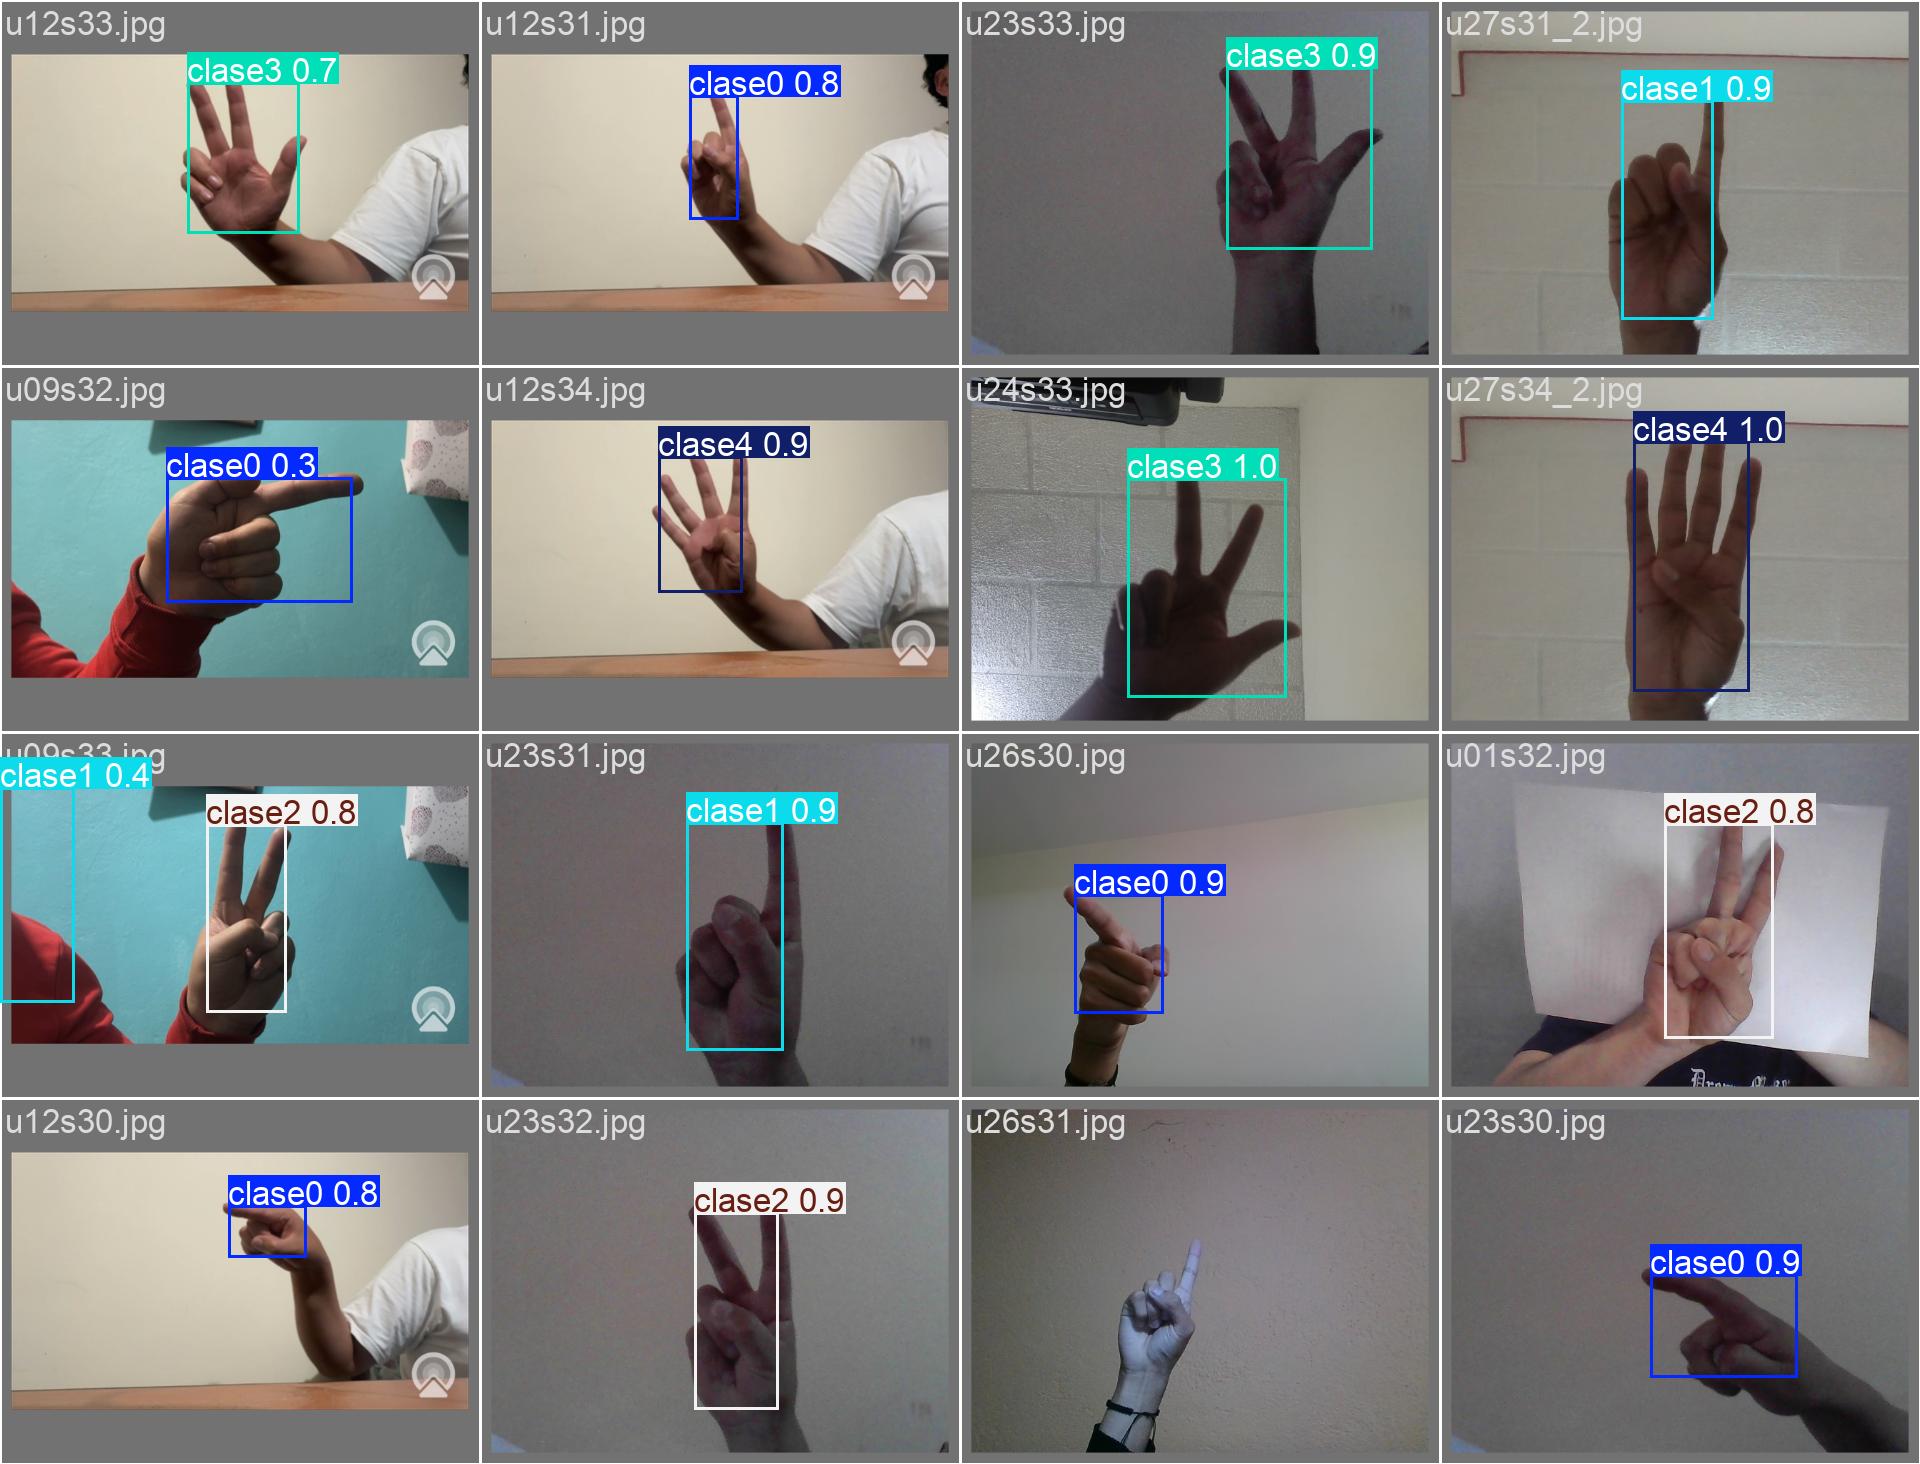 u12s33.jpg
clase3 0.7
u12s31.jpg
clase0 0.8
u23s33.jpg
clase3 0.9
u27s31_2.jpg
clase1 0.9
u09s32.jpg
clase0 0.3
u12s34.jpg
clase4 0.9
u24s33.jpg
clase3 1.0
u27s34_2.jpg
clase4 1.0
u09s33.jpg
clase1 0.4
clase2 0.8
u23s31.jpg
clase1 0.9
u26s30.jpg
clase0 0.9
u01s32.jpg
clase2 0.8
u12s30.jpg
clase0 0.8
u23s32.jpg
clase2 0.9
u26s31.jpg
u23s30.jpg
clase0 0.9